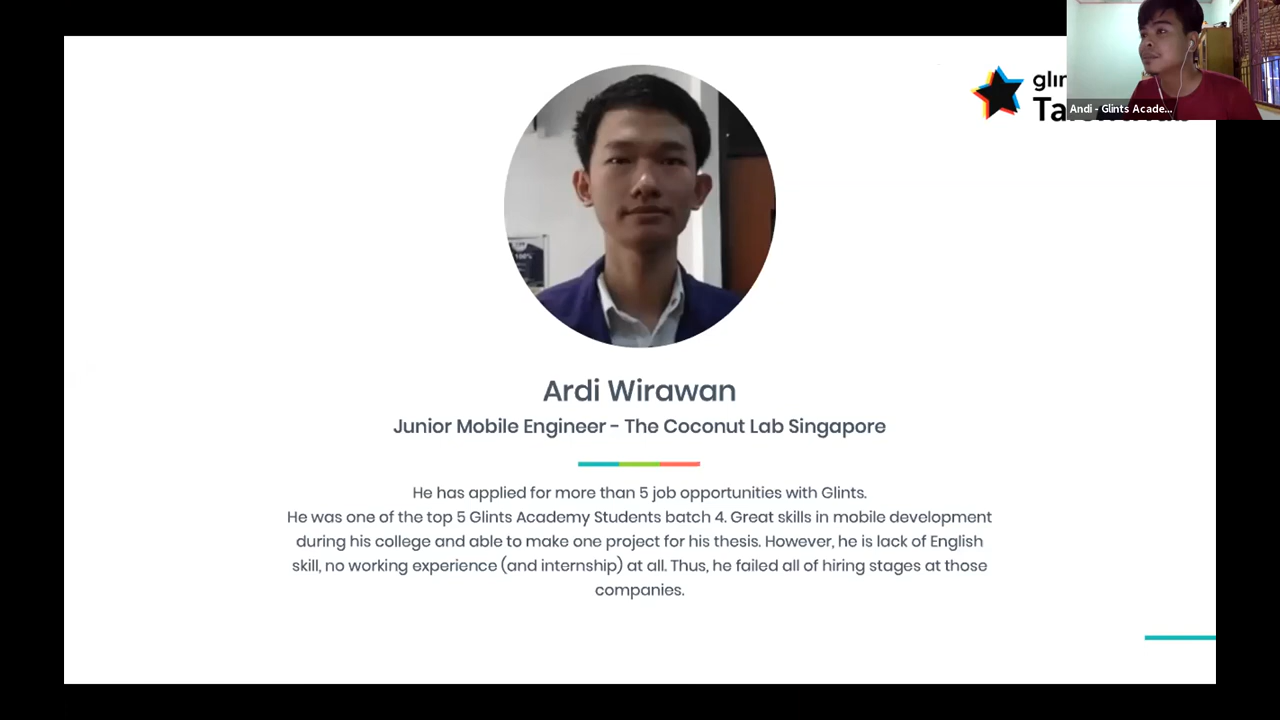 Andi - Glints Acade...
Ardi Wirawan
Junior Mobile Engineer - The Coconut Lab Singapore
He has applied for more than 5 job opportunities with Glints.
He was one of the top 5 Glints Academy Students batch 4. Great skills in mobile development
during his college and able to make one project for his thesis. However, he is lack of English
skill, no working experience (and internship) at all. Thus, he failed all of hiring stages at those
companies.